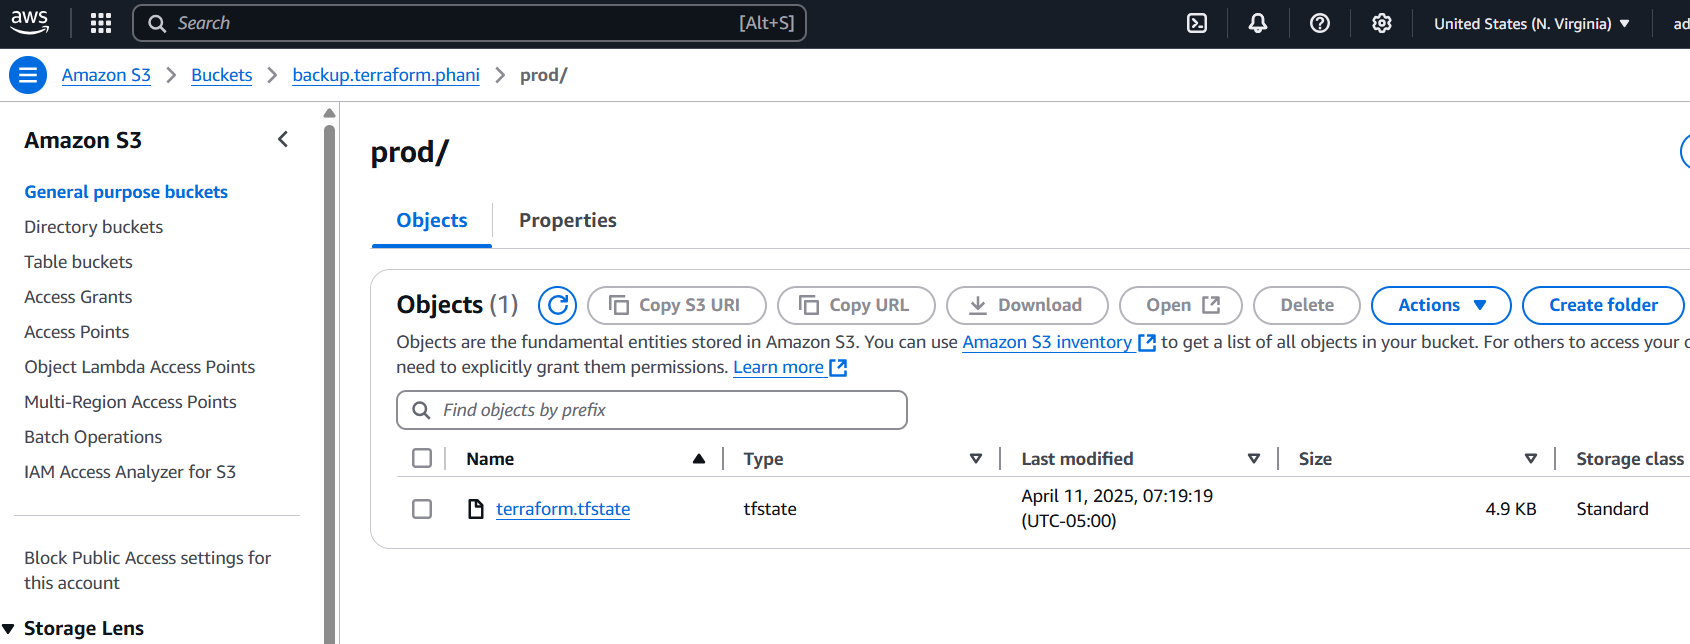 aws
Search [Alt+S]
United States (N. Virginia)
ad
Amazon S3 Buckets backup.terraform.phani prod/
Amazon S3
General purpose buckets
Directory buckets
Table buckets
Access Grants
Access Points
Object Lambda Access Points
Multi-Region Access Points
Batch Operations
IAM Access Analyzer for S3
Block Public Access settings for
this account
Storage Lens
prod/
Objects Properties
Objects (1) Copy S3 URI Copy URL Download Open Delete Actions Create folder
Objects are the fundamental entities stored in Amazon S3. You can use Amazon S3 inventory to get a list of all objects in your bucket. For others to access your
need to explicitly grant them permissions. Learn more
Find objects by prefix
Name Type Last modified Size Storage class
terraform.tfstate tfstate April 11, 2025, 07:19:19 4.9 KB Standard
(UTC-05:00)